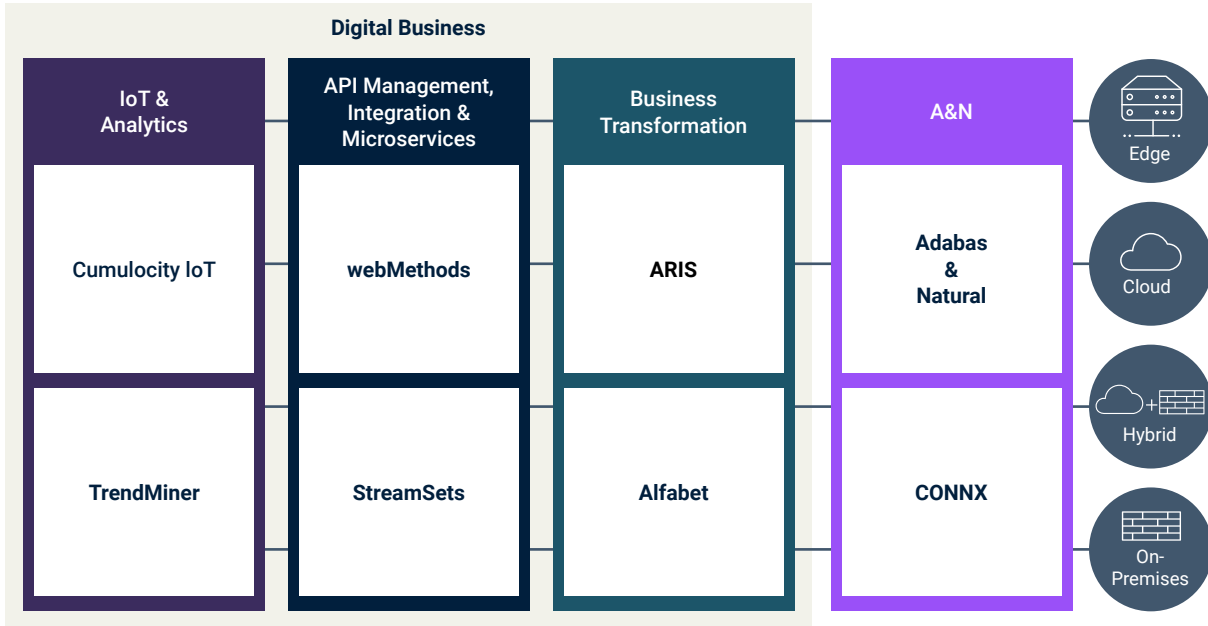 Digital Business
IoT &
Analytics
API Management,
Integration &
Microservices
Business
Transformation
A&N
Edge
Cumulocity loT
webMethods
ARIS
Adabas
&
Natural
Cloud
TrendMiner
StreamSets
Alfabet
CONNX
+
Hybrid
On-
Premises